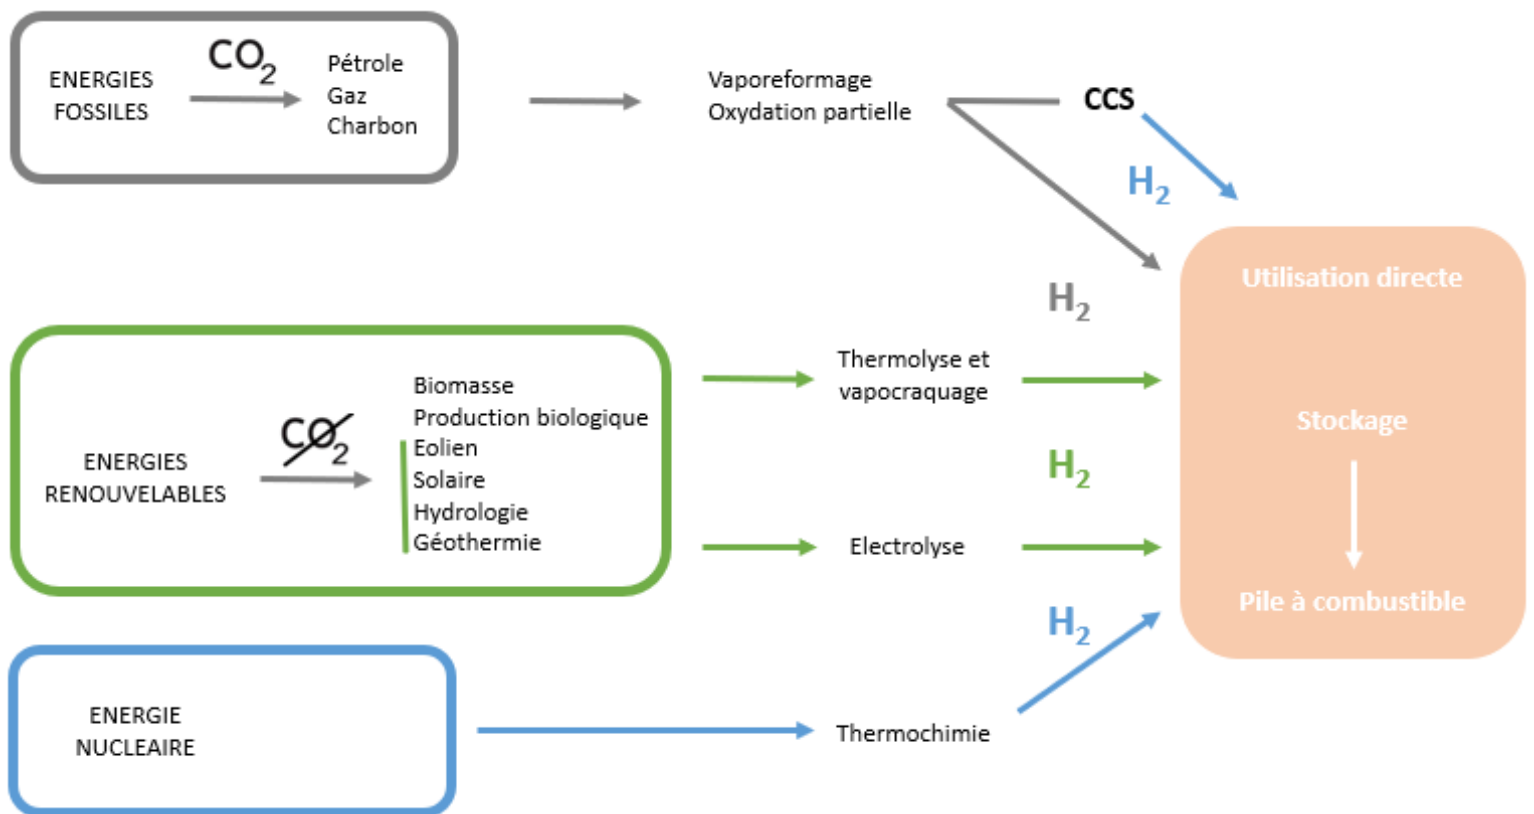 ENERGIES
FOSSILES
CO2
Pétrole
Gaz
Charbon
Vaporeformage
Oxydation partielle
CCS
H2
H2
Utilisation directe
ENERGIES
RENOUVELABLES
CO2
Biomasse
Production biologique
Eolien
Solaire
Hydrologie
Géothermie
Thermolyse et
vapocraquage
H2
Electrolyse
Stockage
Pile à combustible
ENERGIE
NUCLEAIRE
Thermochimie
H2